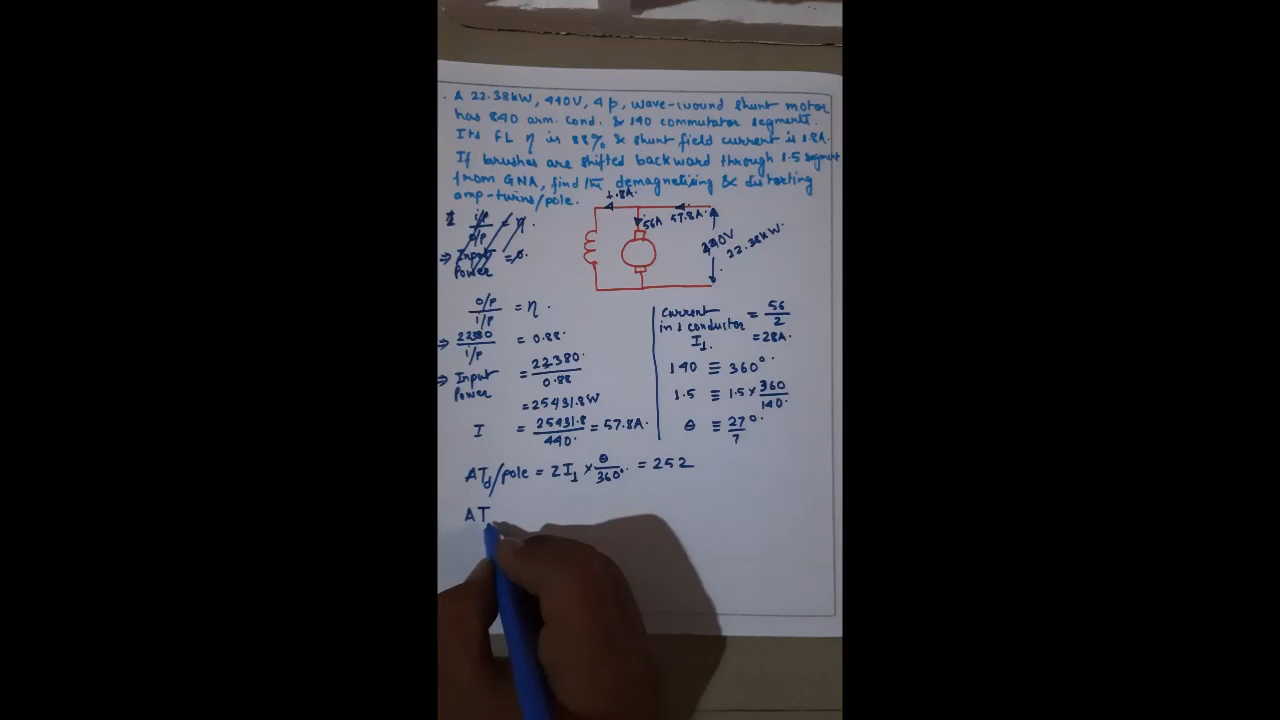 . A 22.38kW, 440V, 4p, wave-wound shunt motor
has 840 arm. cond. & 140 commutator segments.
Its FL η is 88% & shunt field current is 1.8A.
If brushes are shifted backward through 1.5 segment
from GNA, find the demagnetising & distorting
amp-turns/pole.
1.8A.
56A
57.8A
440V
22.38kW.
i/p
o/p
= η.
⇒ Input
Power
=
o/p
i/p
= η.
⇒ 22380
i/p
= 0.88.
⇒ Input
Power
= 22380.
0.88
= 25431.8W
I = 25431.8
440.
= 57.8A.
Current
in 1 conductor
I₁.
= 56
2
= 28A.
140 ≡ 360°.
1.5 ≡ 1.5 × 360
140.
θ ≡ 27°.
7
AT_d/pole = ZI₁ × θ
360°.
= 252
AT